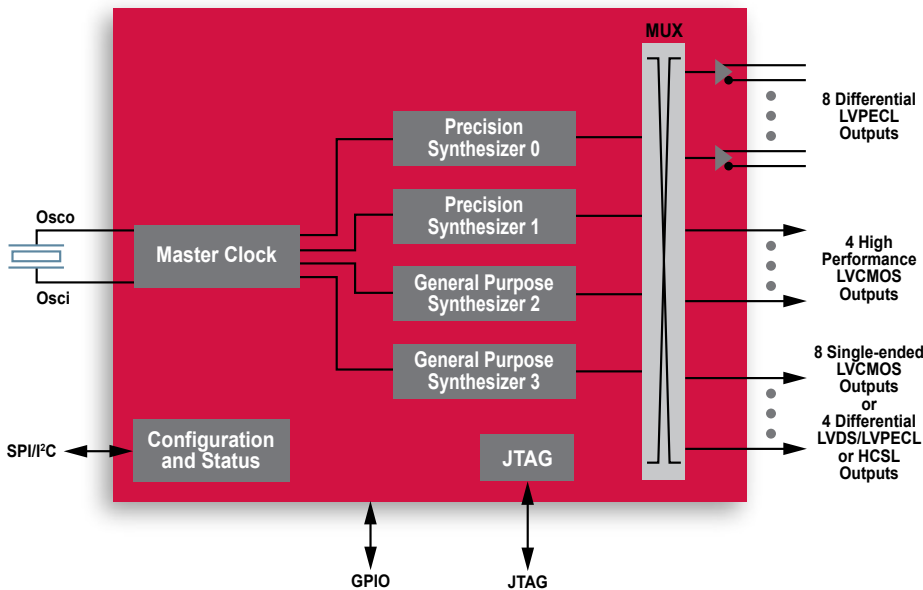 MUX
Precision
Synthesizer 0
8 Differential
LVPECL
Outputs
Osco
Master Clock
Precision
Synthesizer 1
4 High
Performance
LVCMOS
Outputs
Osci
General Purpose
Synthesizer 2
General Purpose
Synthesizer 3
8 Single-ended
LVCMOS
Outputs
or
4 Differential
LVDS/LVPECL
or HCSL
Outputs
SPI/I²C
Configuration
and Status
JTAG
GPIO
JTAG